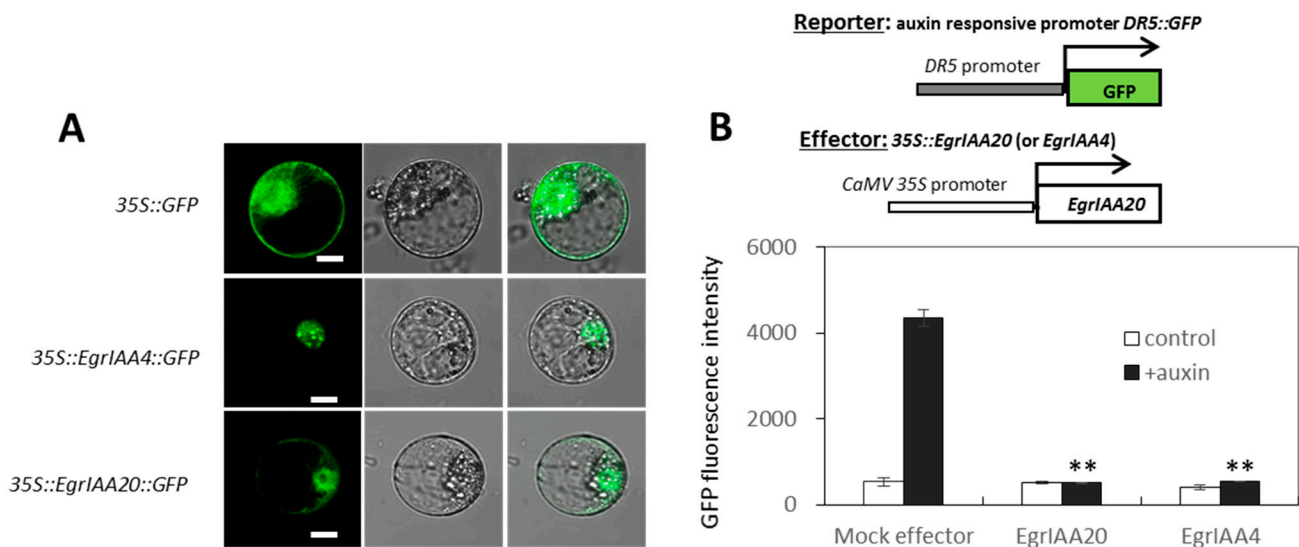 A
35S::GFP
35S::EgrIAA4::GFP
35S::EgrIAA20::GFP
Reporter: auxin responsive promoter DR5::GFP
DR5 promoter
GFP
B
Effector: 35S::EgrIAA20 (or EgrIAA4)
CaMV 35S promoter
EgrIAA20
GFP fluorescence intensity
6000
4000
2000
0
control
+auxin
**
**
Mock effector
EgrIAA20
EgrIAA4